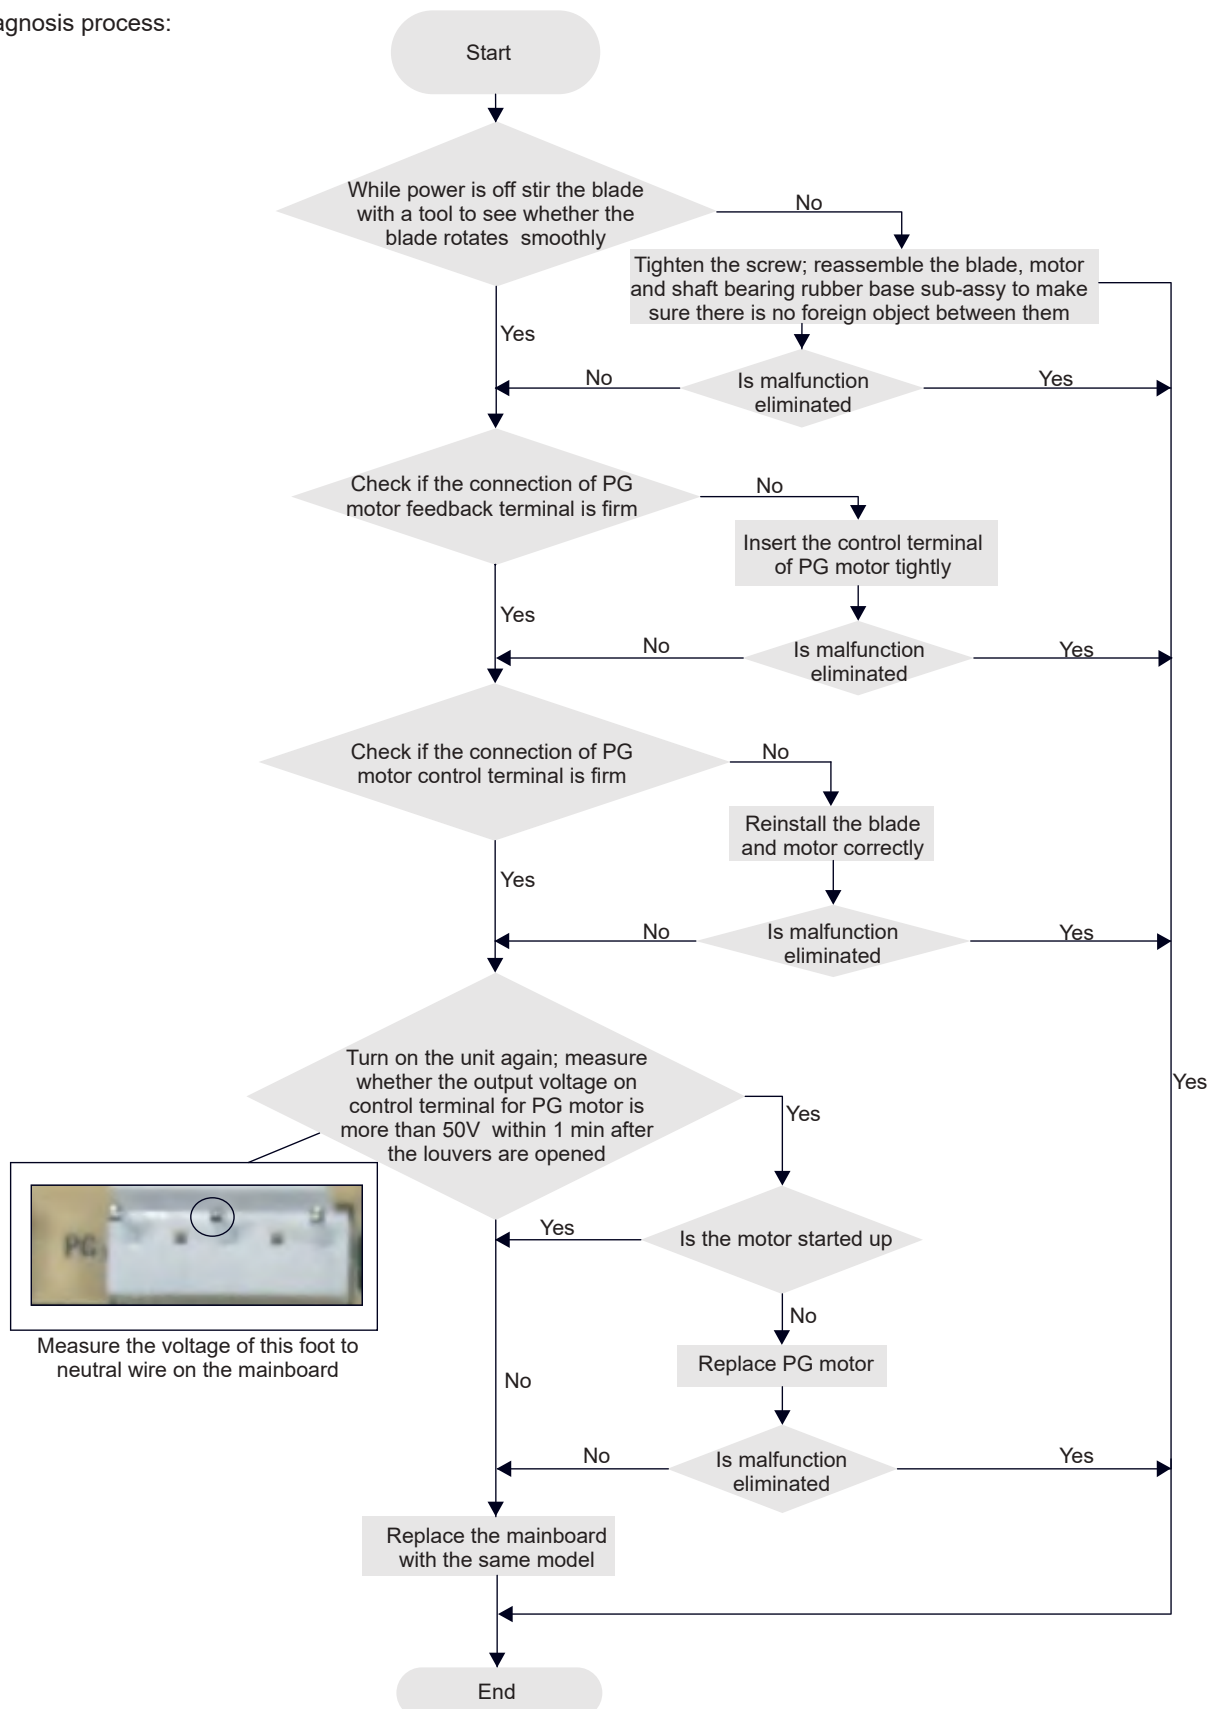 agnosis process:
Start
While power is off stir the blade
with a tool to see whether the
blade rotates smoothly
No
Tighten the screw; reassemble the blade, motor
and shaft bearing rubber base sub-assy to make
sure there is no foreign object between them
Yes
No
Is malfunction
eliminated
Yes
Check if the connection of PG
motor feedback terminal is firm
No
Insert the control terminal
of PG motor tightly
Yes
No
Is malfunction
eliminated
Yes
Check if the connection of PG
motor control terminal is firm
No
Reinstall the blade
and motor correctly
Yes
No
Is malfunction
eliminated
Yes
Turn on the unit again; measure
whether the output voltage on
control terminal for PG motor is
more than 50V within 1 min after
the louvers are opened
Yes
Yes
PG
Yes
Is the motor started up
Measure the voltage of this foot to
neutral wire on the mainboard
No
Replace PG motor
No
No
Is malfunction
eliminated
Yes
Replace the mainboard
with the same model
End